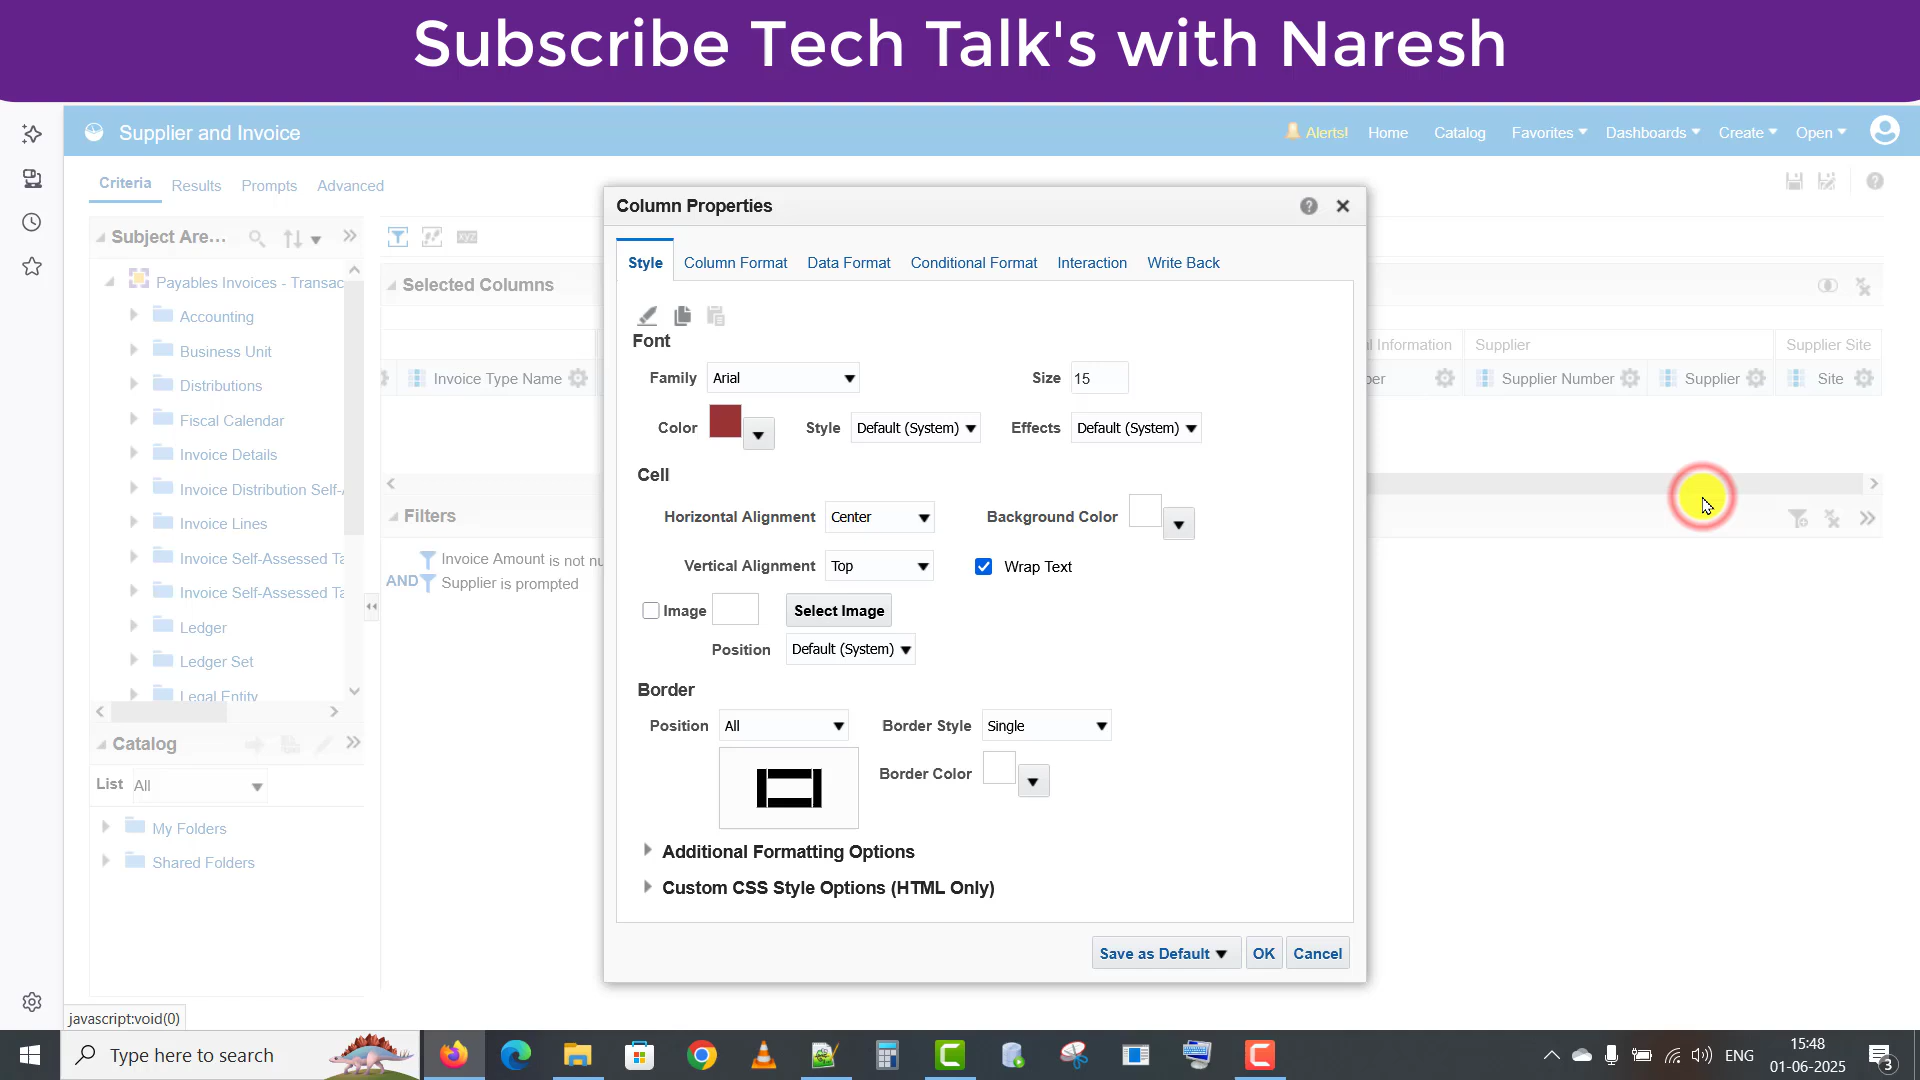 Subscribe Tech Talk's with Naresh
Supplier and Invoice
Alerts! Home Catalog Favorites Dashboards Create Open
Criteria Results Prompts Advanced
Subject Are...
Payables Invoices - Transac
Accounting
Business Unit
Distributions
Fiscal Calendar
Invoice Details
Invoice Distribution Self-
Invoice Lines
Invoice Self-Assessed Ta
Invoice Self-Assessed Ta
Ledger
Ledger Set
Legal Entity
Catalog
List All
My Folders
Shared Folders
Selected Columns
Invoice Type Name
l Information Supplier Supplier Site
ber Supplier Number Supplier Site
Filters
Invoice Amount is not nu
AND Supplier is prompted
Column Properties
Style Column Format Data Format Conditional Format Interaction Write Back
Font
Family Arial Size 15
Color Style Default (System) Effects Default (System)
Cell
Horizontal Alignment Center Background Color
Vertical Alignment Top Wrap Text
Image Select Image
Position Default (System)
Border
Position All Border Style Single
Border Color
Additional Formatting Options
Custom CSS Style Options (HTML Only)
Save as Default OK Cancel
javascript:void(0)
Type here to search
ENG
15:48
01-06-2025
3